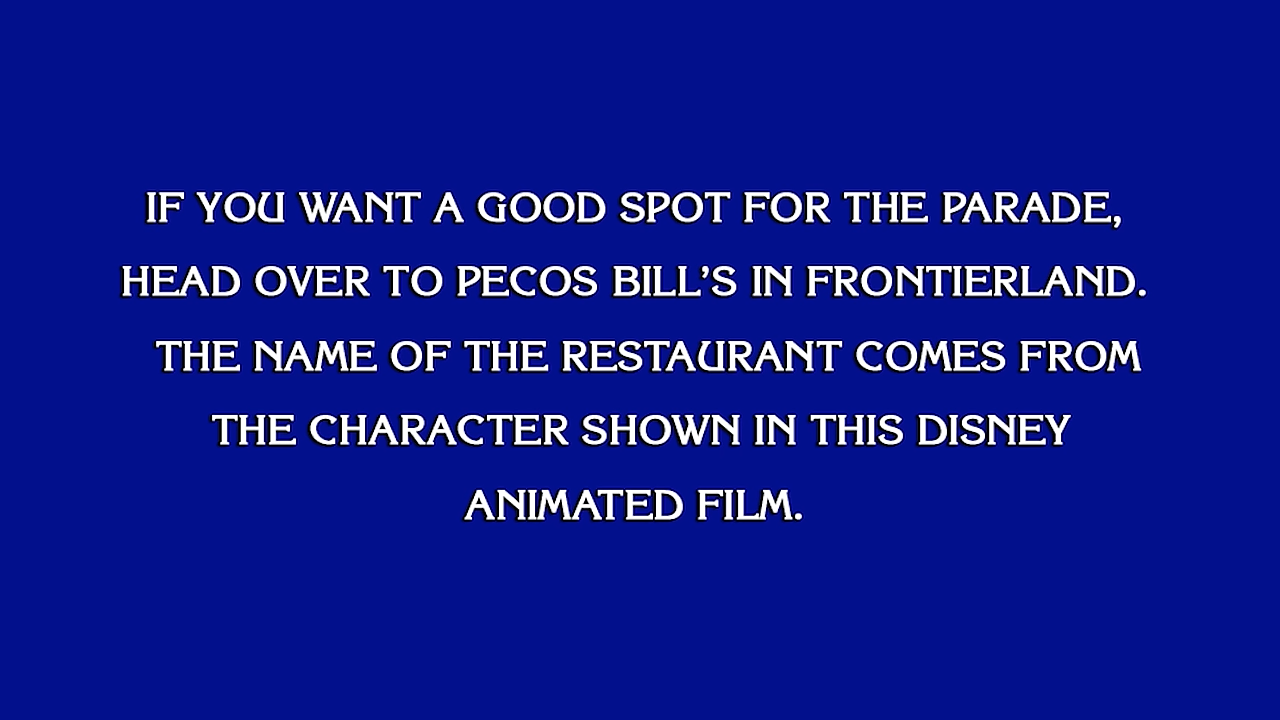 IF YOU WANT A GOOD SPOT FOR THE PARADE,
HEAD OVER TO PECOS BILL'S IN FRONTIERLAND.
THE NAME OF THE RESTAURANT COMES FROM
THE CHARACTER SHOWN IN THIS DISNEY
ANIMATED FILM.